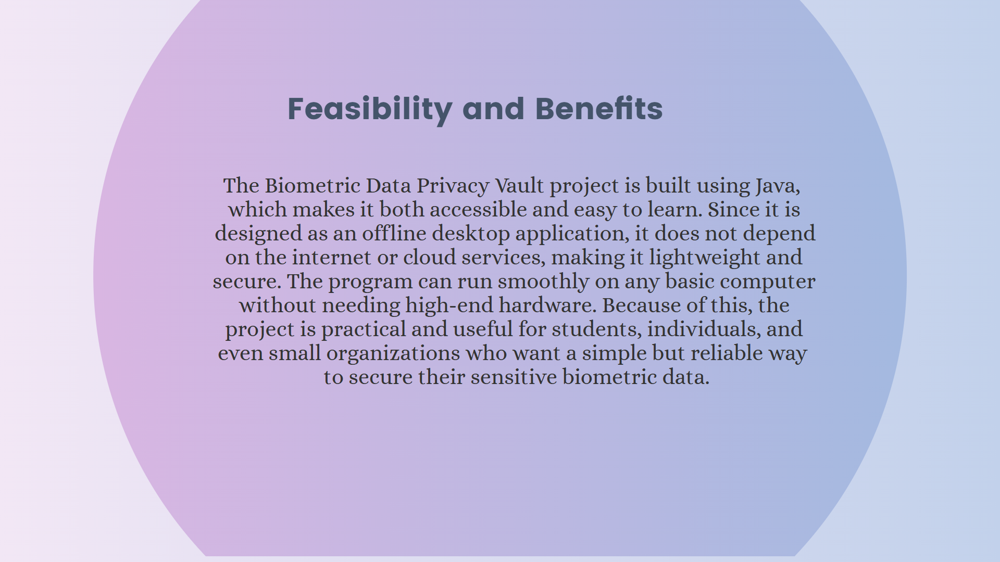 Feasibility and Benefits
The Biometric Data Privacy Vault project is built using Java,
which makes it both accessible and easy to learn. Since it is
designed as an offline desktop application, it does not depend
on the internet or cloud services, making it lightweight and
secure. The program can run smoothly on any basic computer
without needing high-end hardware. Because of this, the
project is practical and useful for students, individuals, and
even small organizations who want a simple but reliable way
to secure their sensitive biometric data.